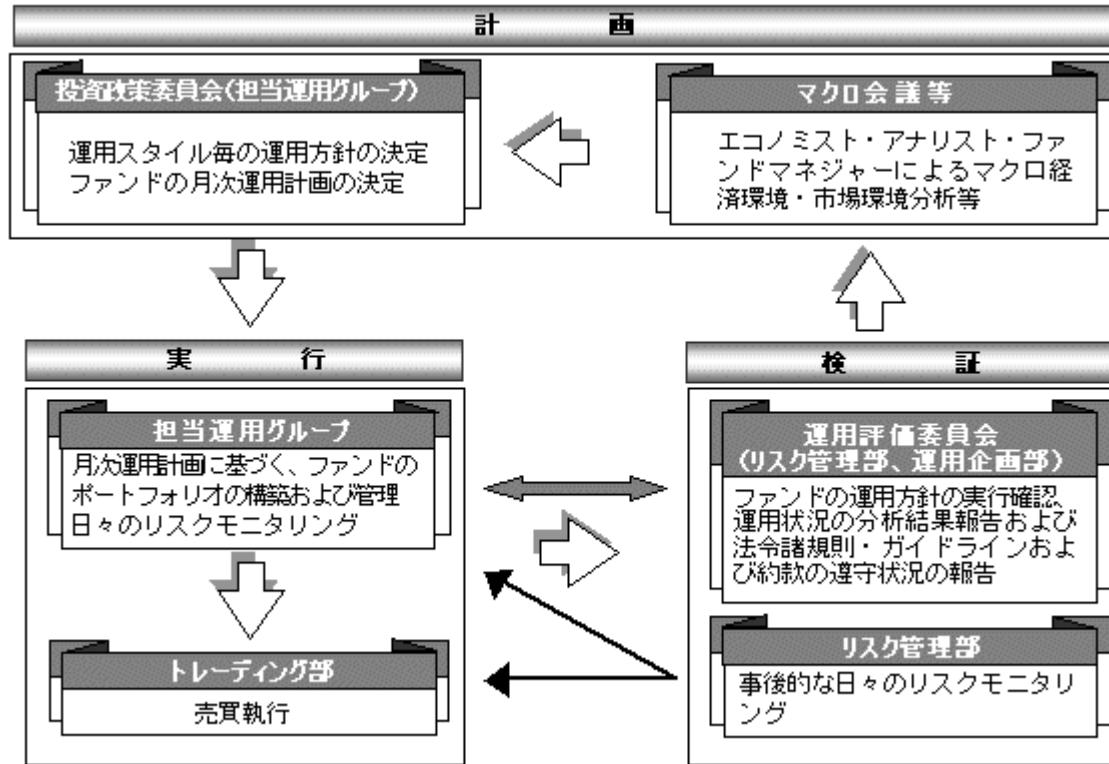 計画
投資政策委員会(担当運用グループ)
運用スタイル毎の運用方針の決定
ファンドの月次運用計画の決定
マクロ会議等
エコノミスト・アナリスト・ファ
ンドマネジャーによるマクロ経
済環境・市場環境分析等
実行
担当運用グループ
月次運用計画に基づく、ファンドの
ポートフォリオの構築および管理
日々のリスクモニタリング
トレーディング部
売買執行
検証
運用評価委員会
(リスク管理部、運用企画部)
ファンドの運用方針の実行確認、
運用状況の分析結果報告および
法令諸規則・ガイドラインおよ
び約款の遵守状況の報告
リスク管理部
事後的な日々のリスクモニタリ
ング